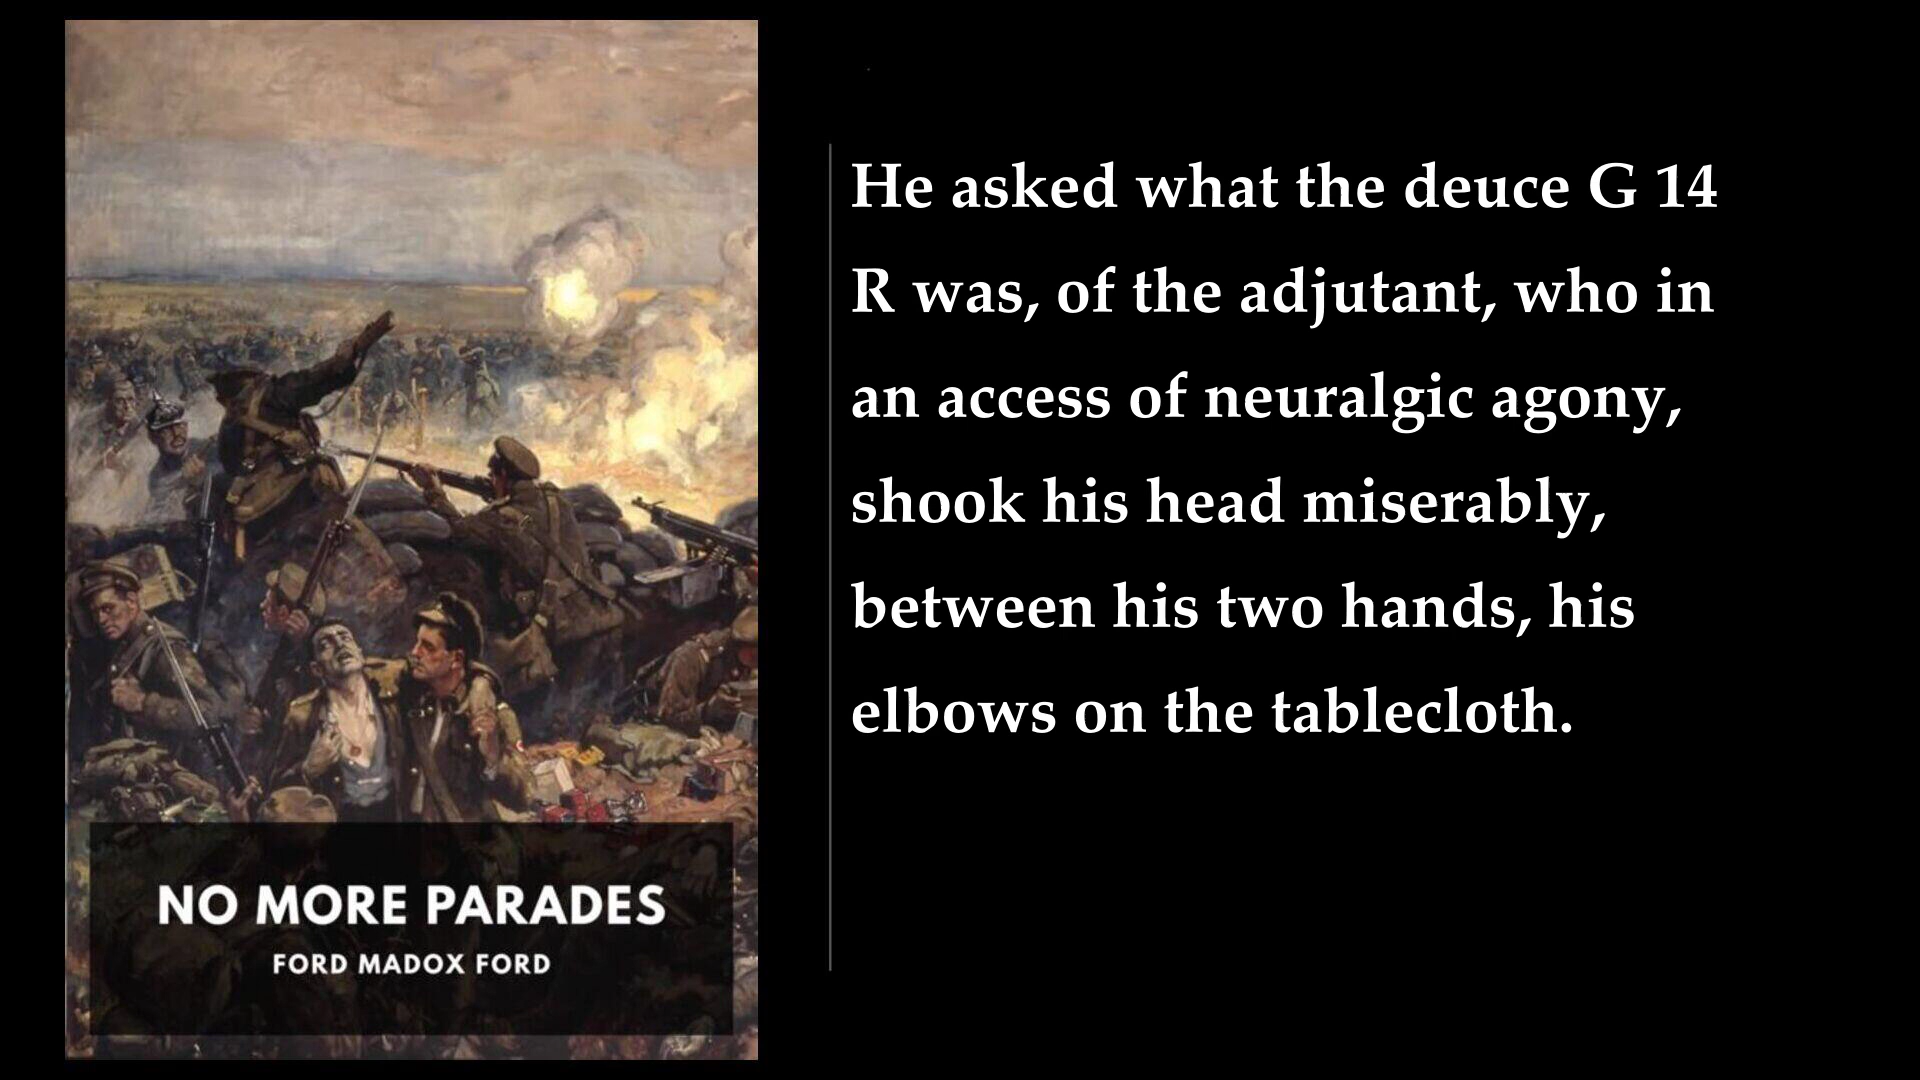 NO MORE PARADES
FORD MADOX FORD
He asked what the deuce G 14
R was, of the adjutant, who in
an access of neuralgic agony,
shook his head miserably,
between his two hands, his
elbows on the tablecloth.